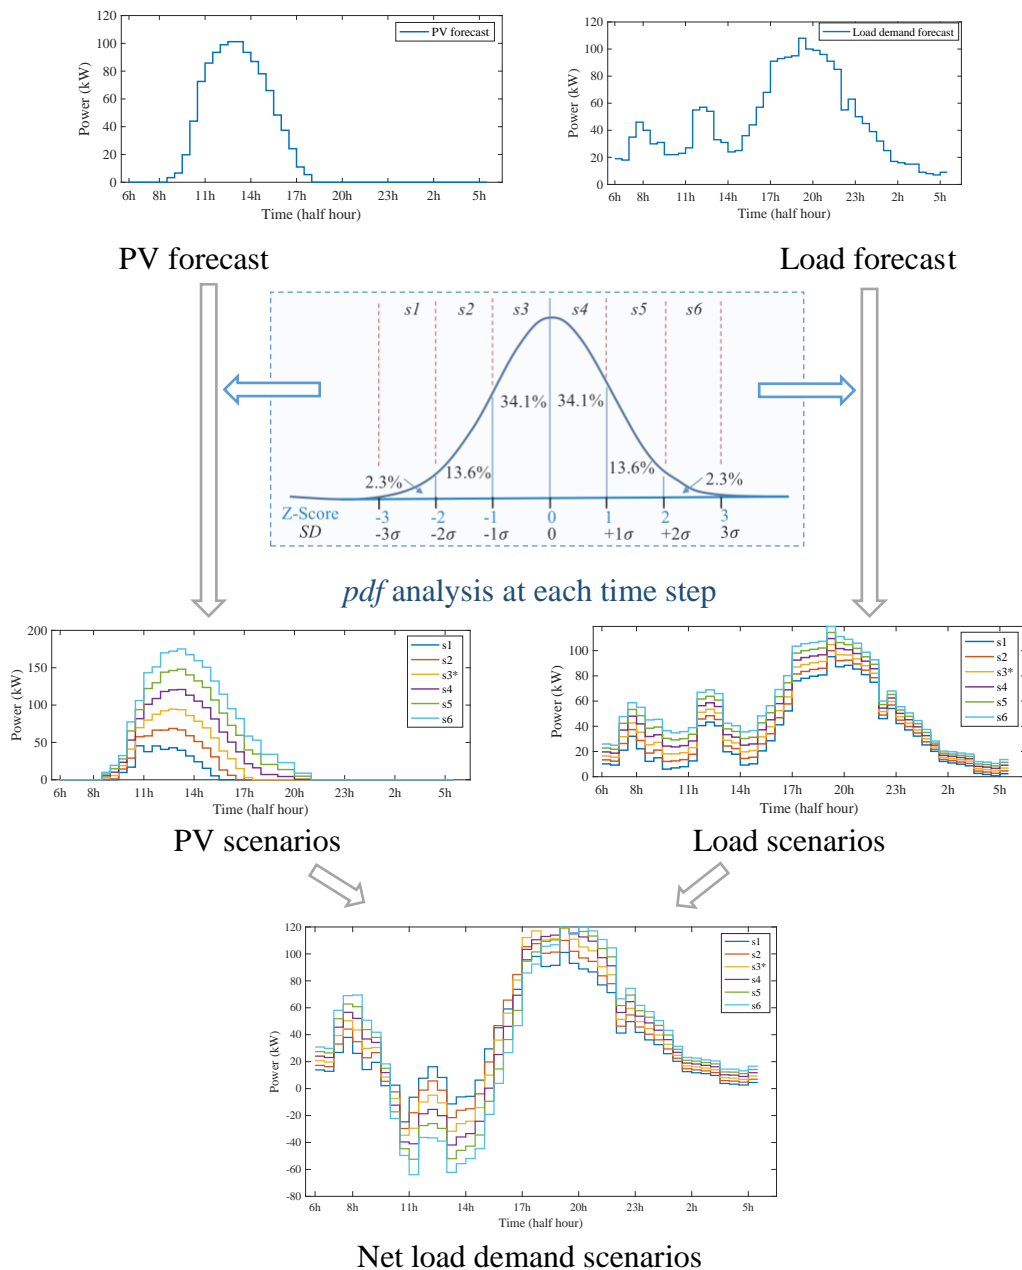 120
100
80
60
40
20
0
Power (kW)
PV forecast
6h 8h 11h 14h 17h 20h 23h 2h 5h
Time (half hour)
120
100
80
60
40
20
0
Power (kW)
Load demand forecast
6h 8h 11h 14h 17h 20h 23h 2h 5h
Time (half hour)
PV forecast
Load forecast
s1 s2 s3 s4 s5 s6
34.1% 34.1%
2.3% 13.6% 13.6% 2.3%
Z-Score -3 -2 -1 0 1 2 3
SD -3σ -2σ -1σ 0 +1σ +2σ 3σ
pdf analysis at each time step
200
150
100
50
0
Power (kW)
s1
s2
s3*
s4
s5
s6
6h 8h 11h 14h 17h 20h 23h 2h 5h
Time (half hour)
PV scenarios
100
80
60
40
20
0
Power (kW)
s1
s2
s3*
s4
s5
s6
6h 8h 11h 14h 17h 20h 23h 2h 5h
Time (half hour)
Load scenarios
120
100
80
60
40
20
0
-20
-40
-60
-80
Power (kW)
s1
s2
s3*
s4
s5
s6
6h 8h 11h 14h 17h 20h 23h 2h 5h
Time (half hour)
Net load demand scenarios